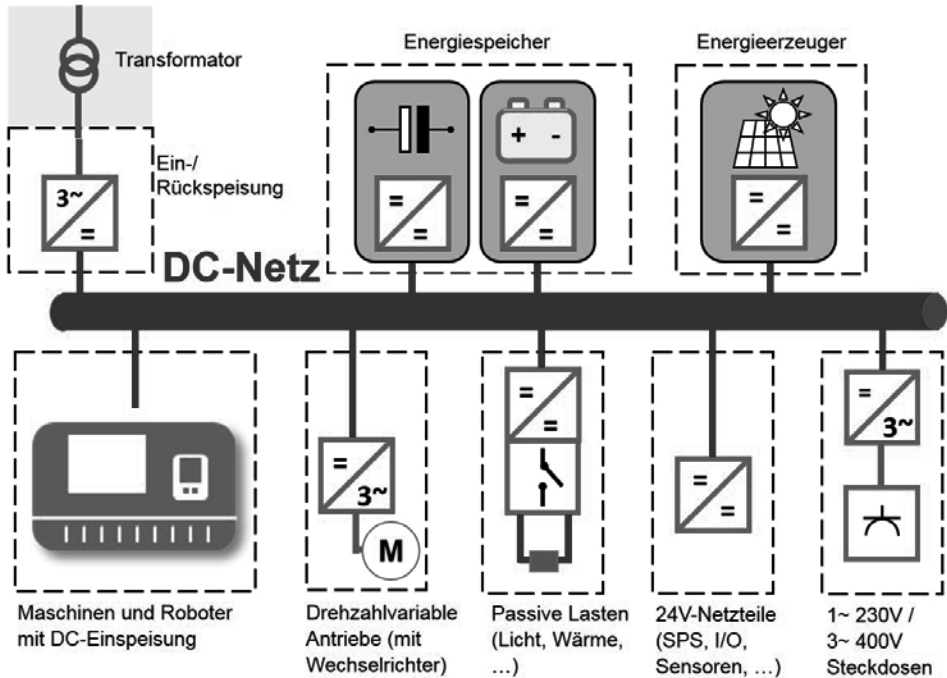 Transformator
Energiespeicher
Energieerzeuger
Ein-/
Rückspeisung
3~
=
=
=
+ -
=
=
=
=
DC-Netz
=
3~
M
=
=
=
=
=
3~
Maschinen und Roboter
mit DC-Einspeisung
Drehzahlvariable
Antriebe (mit
Wechselrichter)
Passive Lasten
(Licht, Wärme,
...)
24V-Netzteile
(SPS, I/O,
Sensoren, ...)
1~ 230V /
3~ 400V
Steckdosen